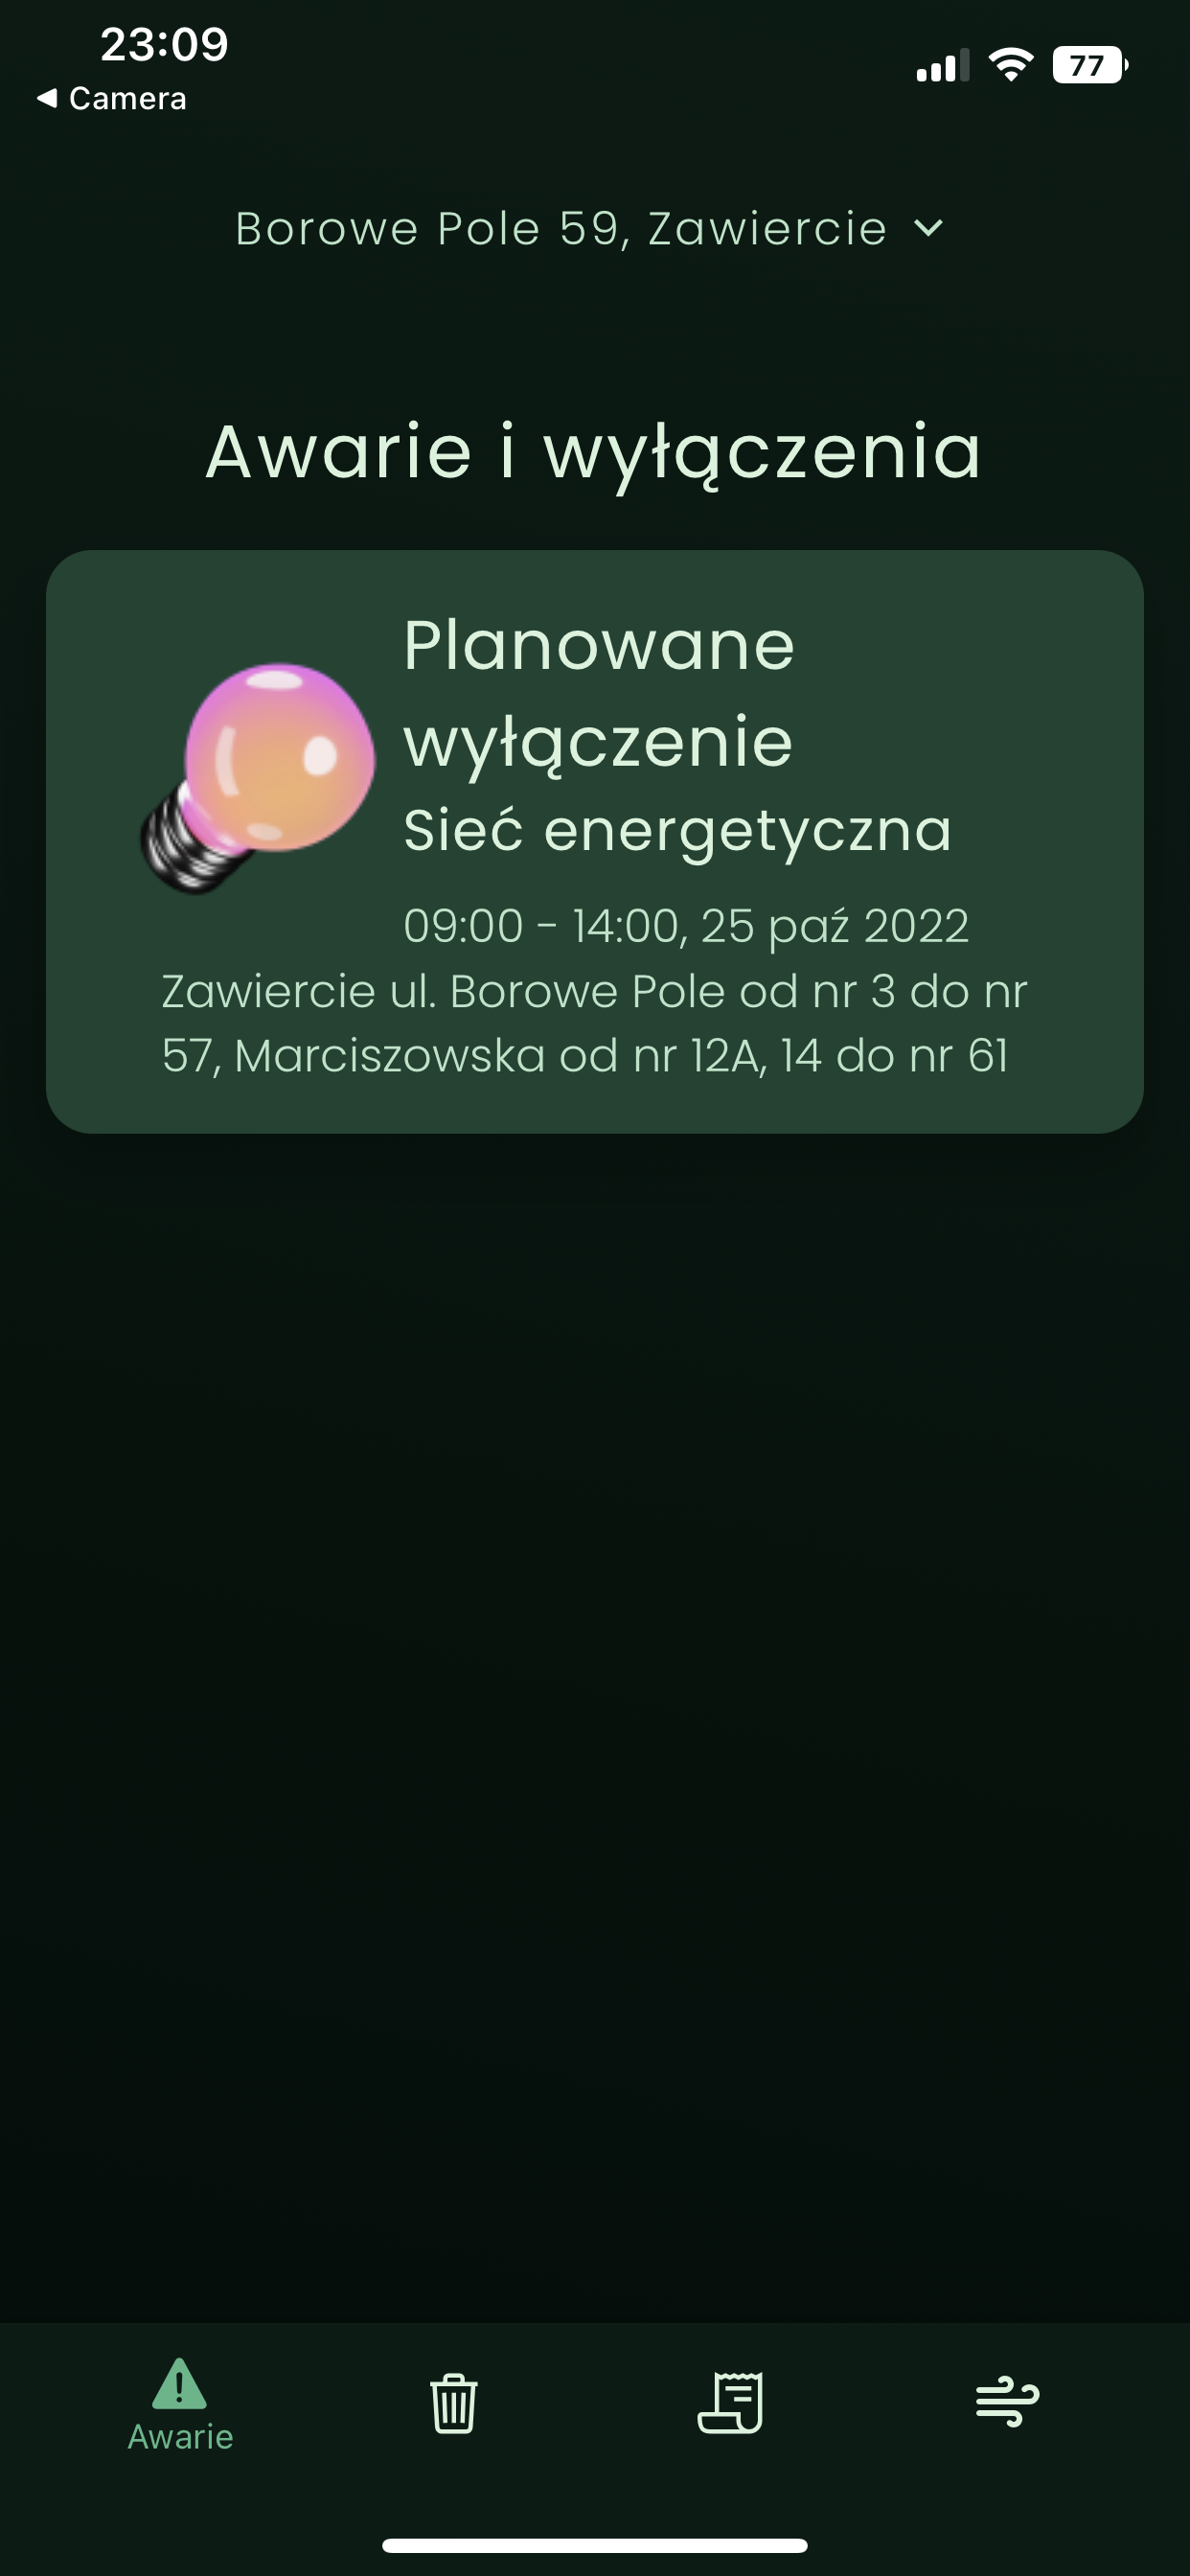 23:09
Camera
77
Borowe Pole 59, Zawiercie
Awarie i wyłączenia
Planowane
wyłączenie
Sieć energetyczna
09:00 - 14:00, 25 paź 2022
Zawiercie ul. Borowe Pole od nr 3 do nr
57, Marciszowska od nr 12A, 14 do nr 61
Awarie